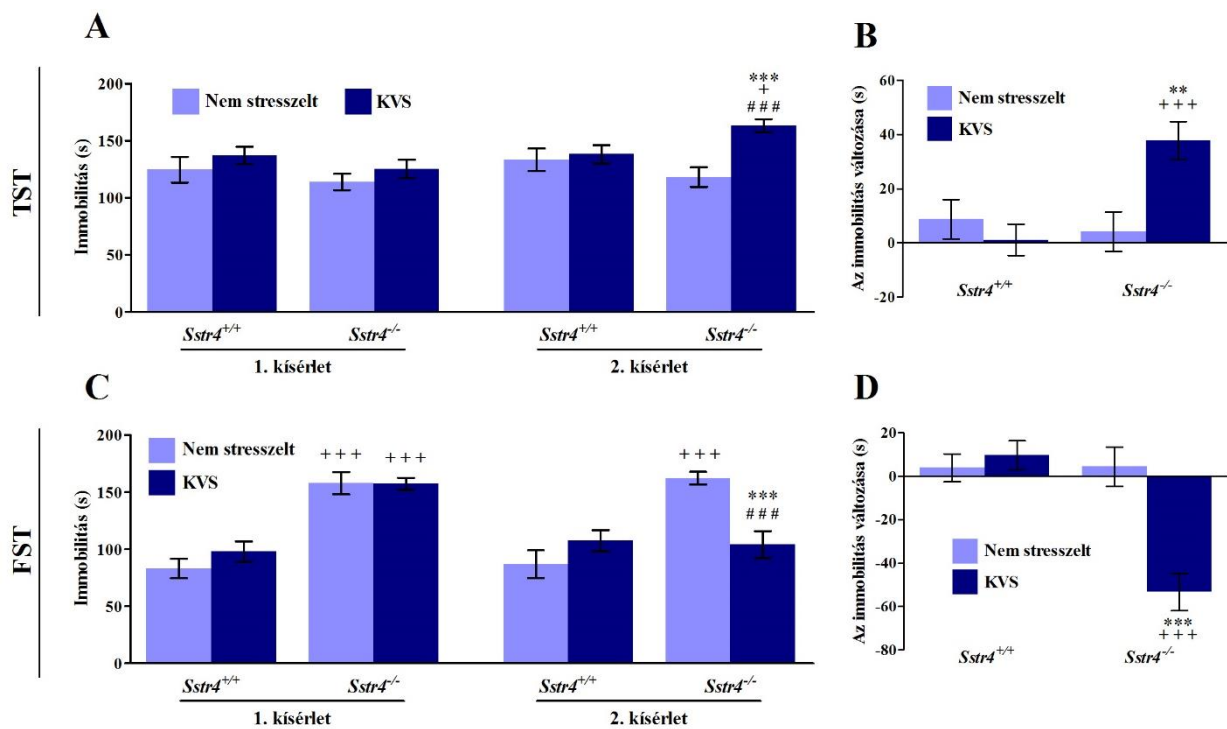 A
TST
Immobilitás (s)
200
150
100
50
0
Nem stresszelt
KVS
***
+
###
Sstr4+/+
Sstr4-/-
Sstr4+/+
Sstr4-/-
1. kísérlet
2. kísérlet
B
Az immobilitás változása (s)
60
40
20
0
-20
Nem stresszelt
KVS
**
+++
Sstr4+/+
Sstr4-/-
C
FST
Immobilitás (s)
200
150
100
50
0
Nem stresszelt
KVS
+++
+++
+++
***
###
Sstr4+/+
Sstr4-/-
Sstr4+/+
Sstr4-/-
1. kísérlet
2. kísérlet
D
Az immobilitás változása (s)
20
0
-20
-40
-60
-80
Nem stresszelt
KVS
***
+++
Sstr4+/+
Sstr4-/-